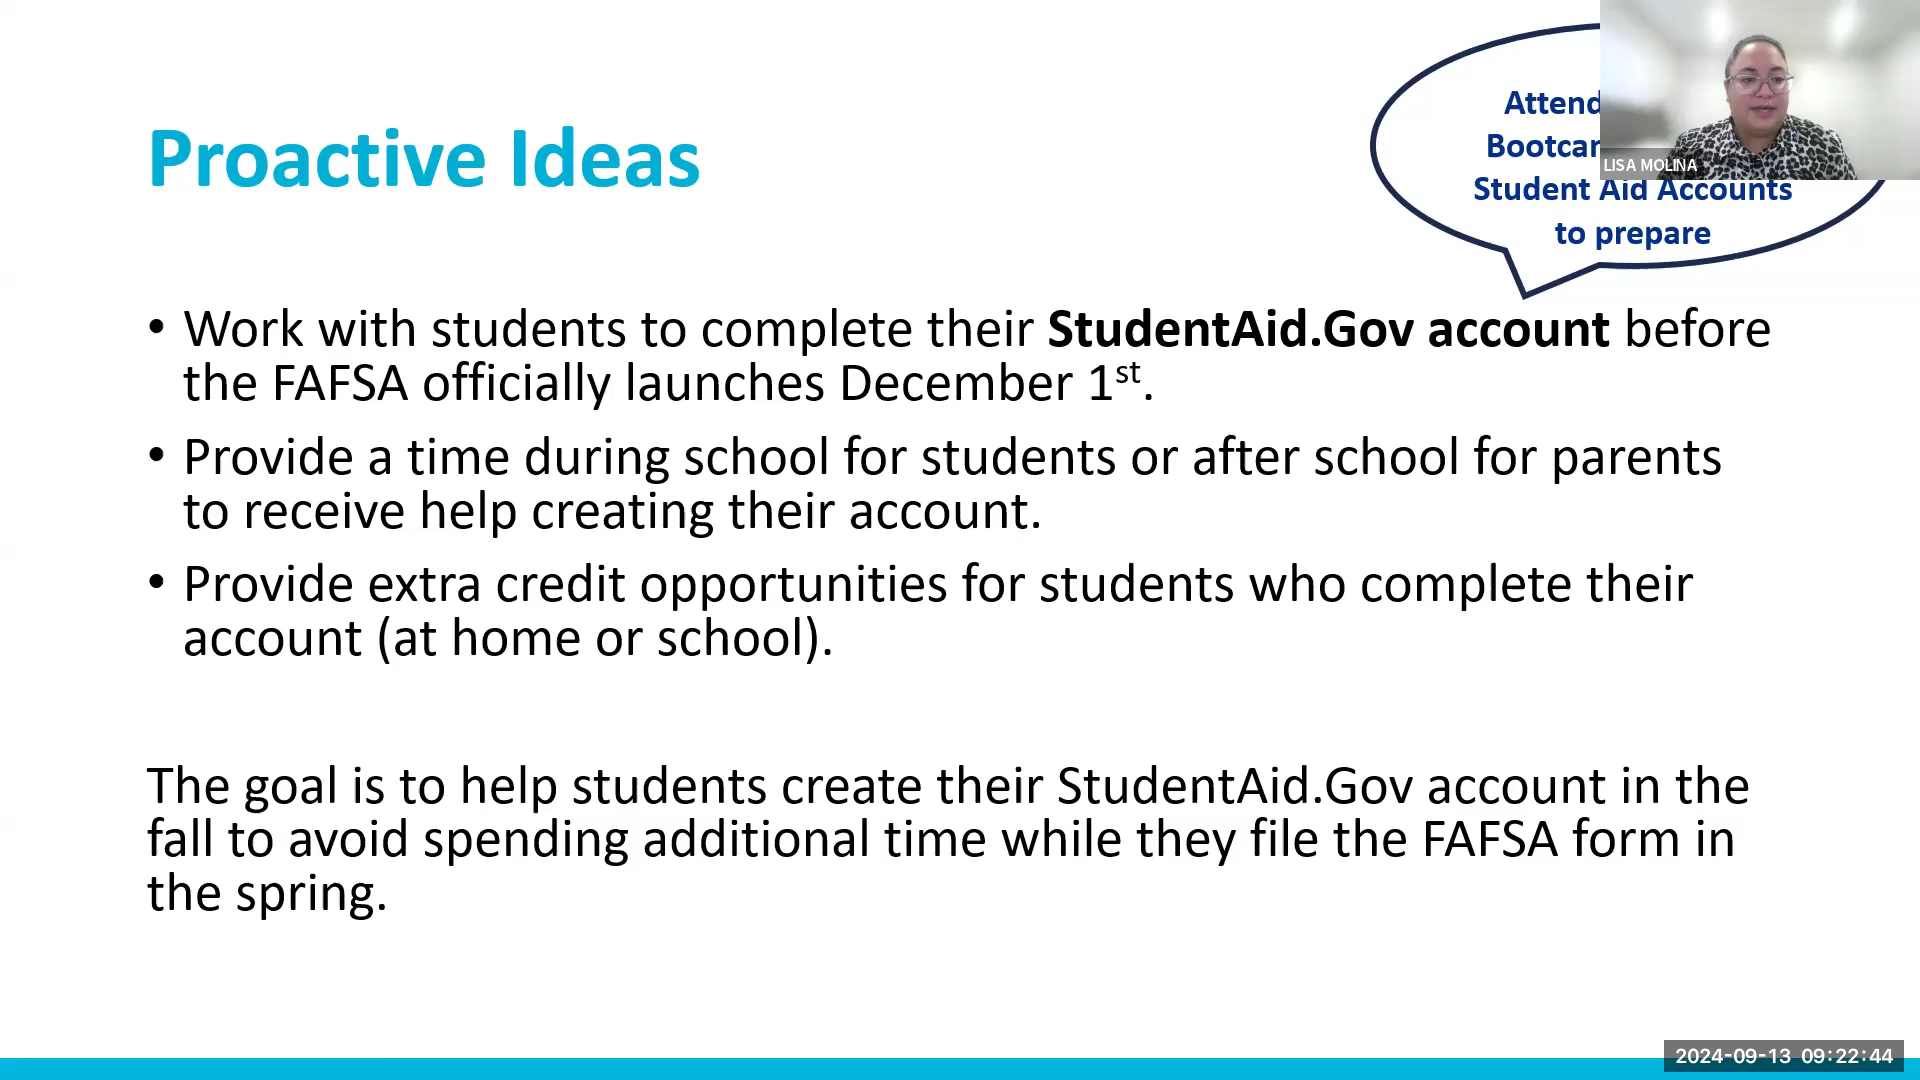 Proactive Ideas
Attend
Student Aid Accounts
to prepare
LISA MOLINA
• Work with students to complete their StudentAid.Gov account before
the FAFSA officially launches December 1st.
• Provide a time during school for students or after school for parents
to receive help creating their account.
• Provide extra credit opportunities for students who complete their
account (at home or school).
The goal is to help students create their StudentAid.Gov account in the
fall to avoid spending additional time while they file the FAFSA form in
the spring.
2024-09-13 09:22:44